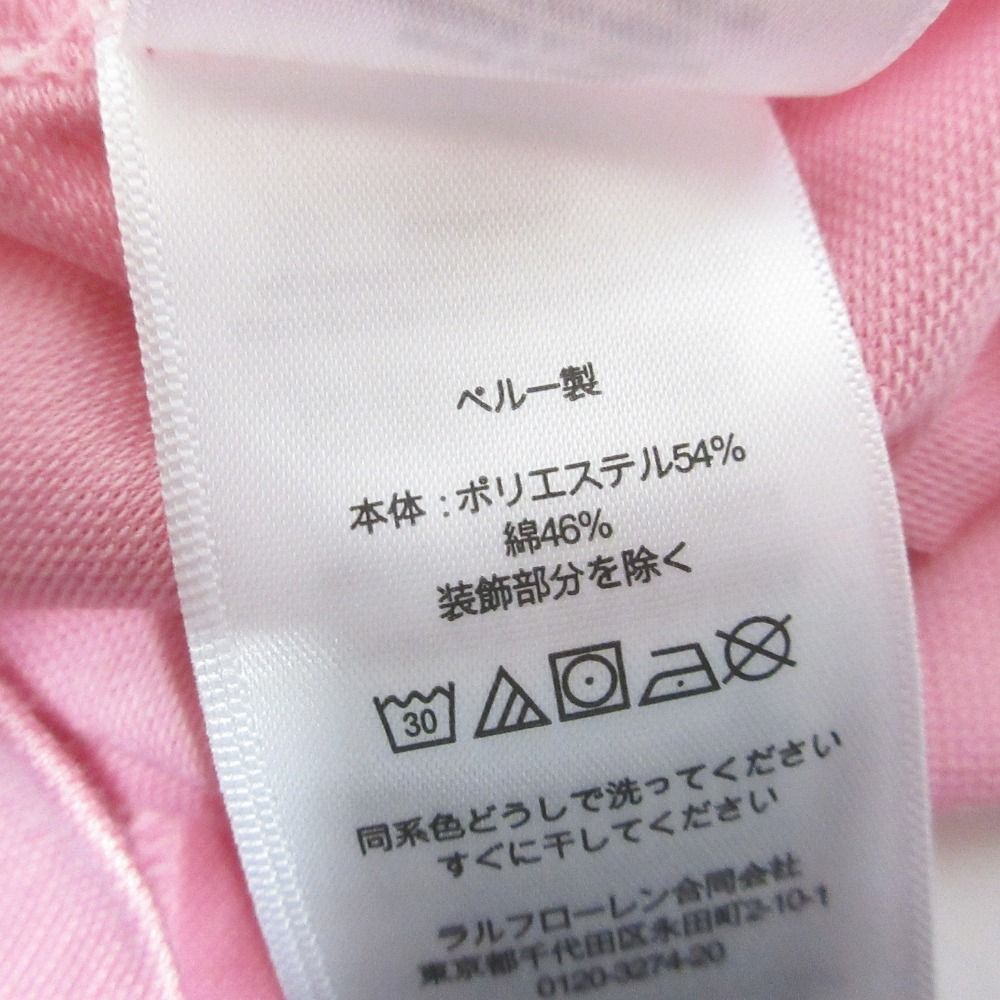 ペルー製
本体：ポリエステル54%
綿46%
装飾部分を除く
30
同系色どうしで洗ってください
すぐに干してください
ラルフローレン合同会社
東京都千代田区永田町2-10-1
0120-3274-20